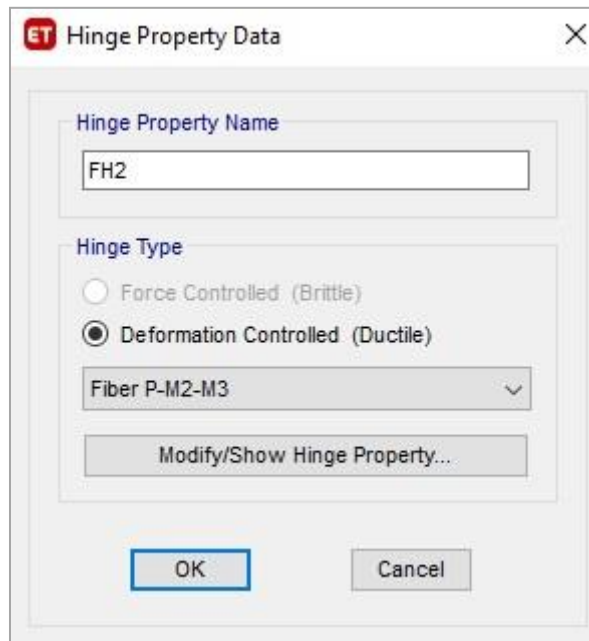 ET Hinge Property Data
Hinge Property Name
FH2
Hinge Type
Force Controlled (Brittle)
Deformation Controlled (Ductile)
Fiber P-M2-M3
Modify/Show Hinge Property...
OK Cancel